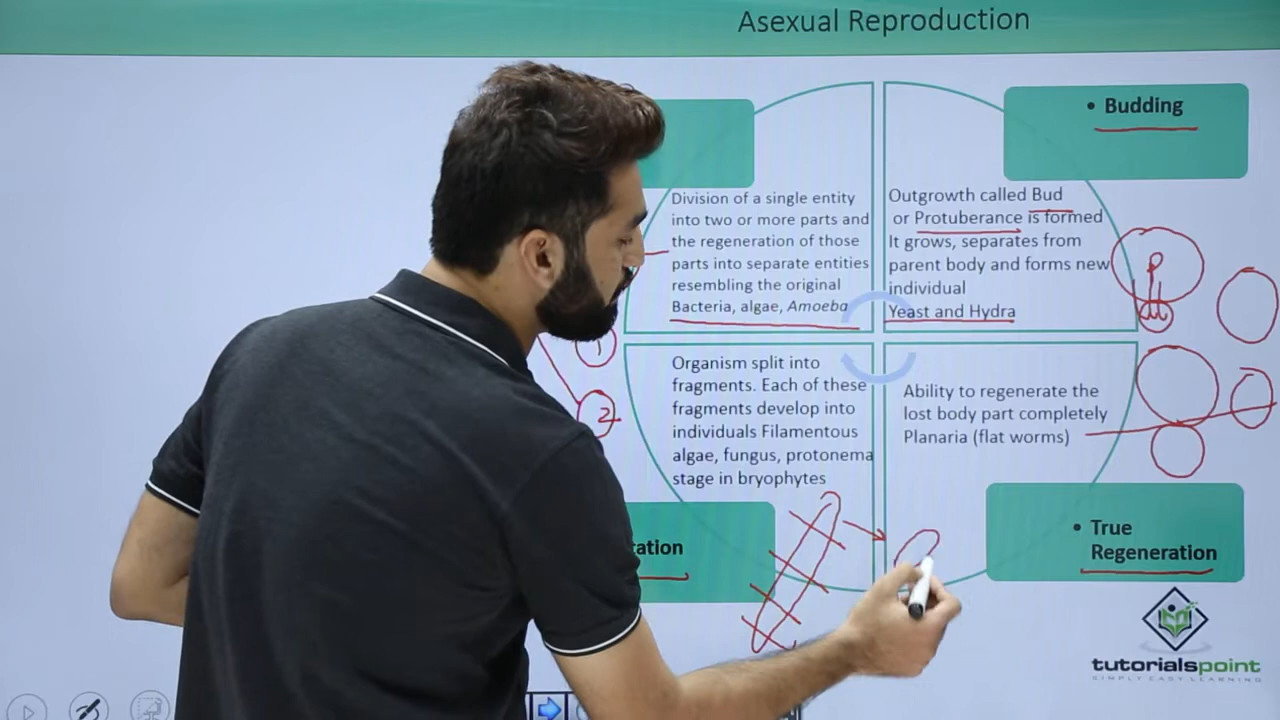 Asexual Reproduction
• Budding
Division of a single entity
into two or more parts and
the regeneration of those
parts into separate entities
resembling the original
Bacteria, algae, Amoeba
Outgrowth called Bud
or Protuberance is formed
It grows, separates from
parent body and forms new
individual
Yeast and Hydra
P
1
2
Organism split into
fragments. Each of these
fragments develop into
individuals Filamentous
algae, fungus, protonema
stage in bryophytes
Ability to regenerate the
lost body part completely
Planaria (flat worms)
tation
• True
Regeneration
tutorialspoint
SIMPLY EASY LEARNING